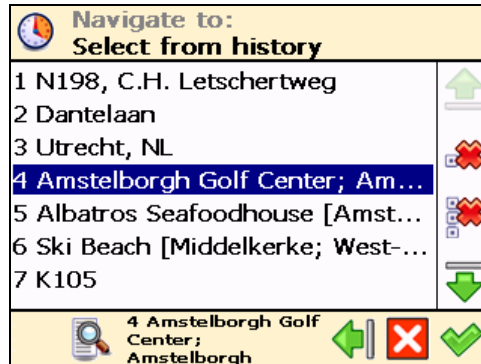 Navigate to:
Select from history
1 N198, C.H. Letschertweg
2 Dantelaan
3 Utrecht, NL
4 Amstelborgh Golf Center; Am...
5 Albatros Seafoodhouse [Amst...
6 Ski Beach [Middelkerke; West-...
7 K105
4 Amstelborgh Golf
Center;
Amstelborgh